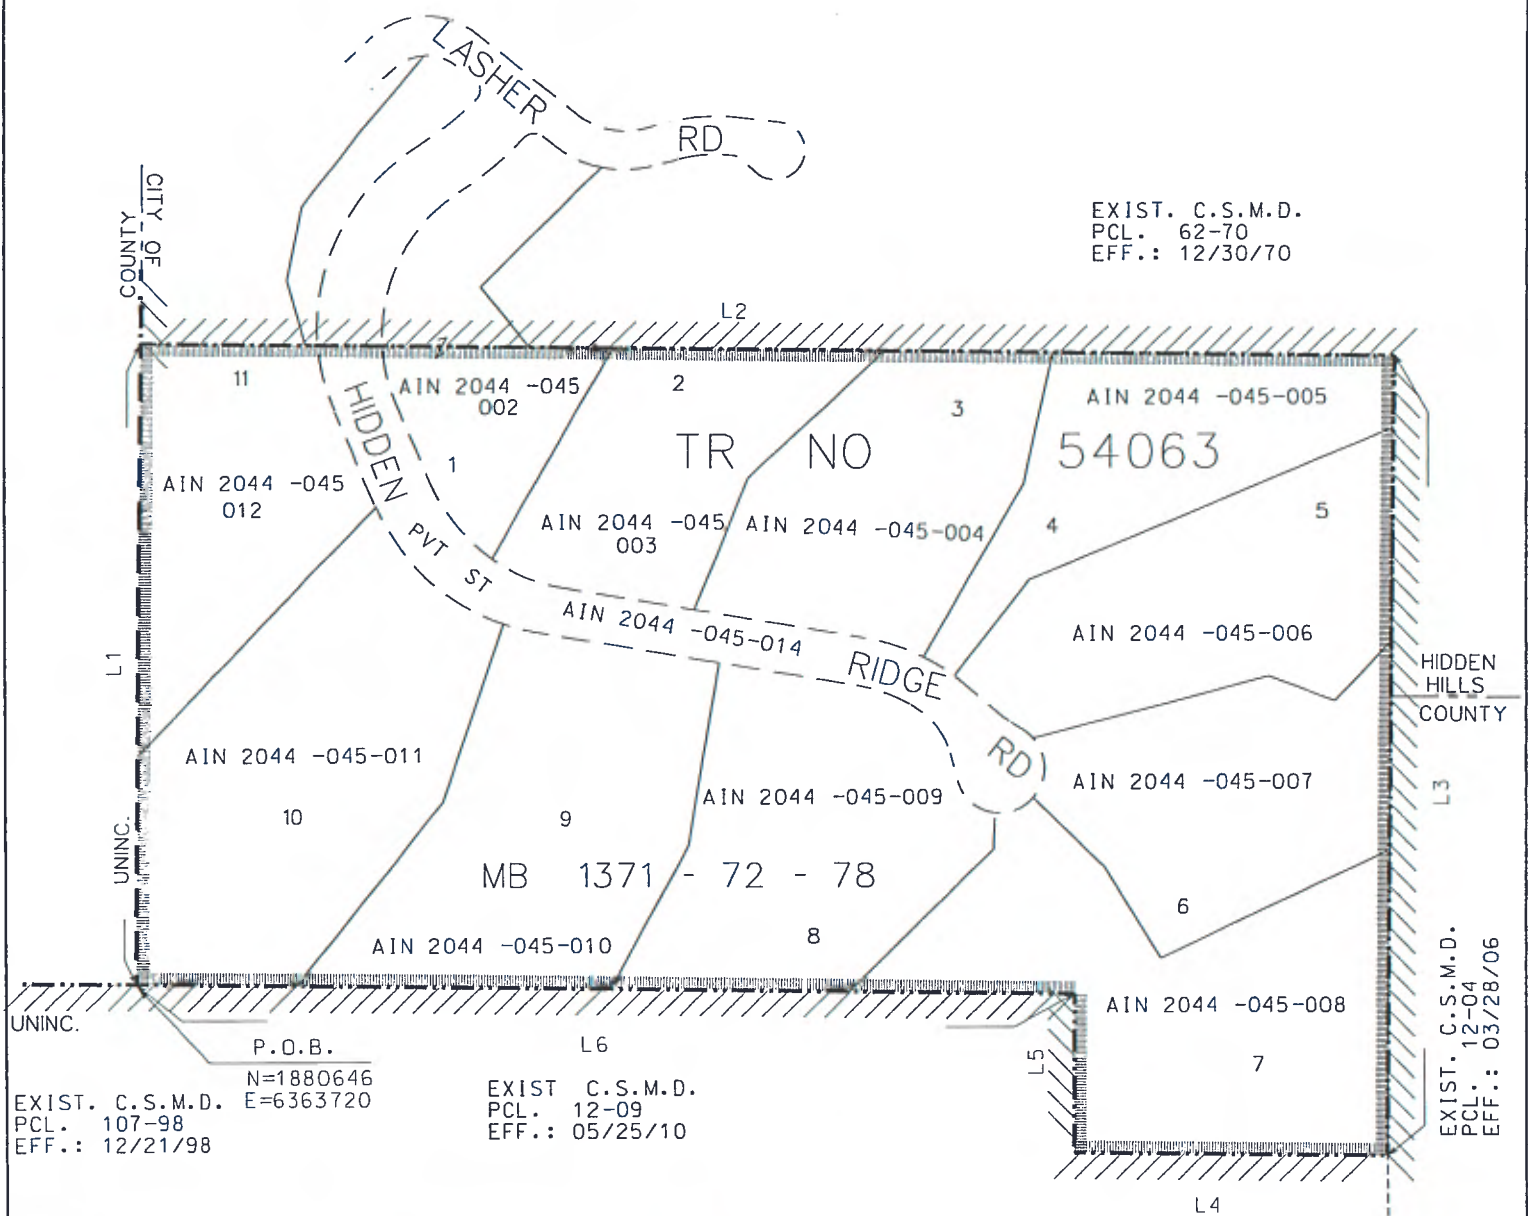 LASHER
RD
CITY OF
COUNTY
EXIST. C.S.M.D.
PCL. 62-70
EFF.: 12/30/70
L2
11
AIN 2044 -045
002
2
3
AIN 2044 -045-005
HIDDEN
TR NO 54063
1
AIN 2044 -045
012
5
AIN 2044 -045
003
AIN 2044 -045-004
4
PVT ST
AIN 2044 -045-014
AIN 2044 -045-006
L1
RIDGE
HIDDEN
HILLS
COUNTY
AIN 2044 -045-011
RD
AIN 2044 -045-007
AIN 2044 -045-009
L3
10
9
UNINC.
MB 1371 - 72 - 78
6
8
AIN 2044 -045-010
AIN 2044 -045-008
UNINC.
P.O.B.
N=1880646
E=6363720
L6
L5
7
EXIST. C.S.M.D.
PCL. 107-98
EFF.: 12/21/98
EXIST C.S.M.D.
PCL. 12-09
EFF.: 05/25/10
EXIST. C.S.M.D.
PCL. 12-04
EFF.: 03/28/06
L4